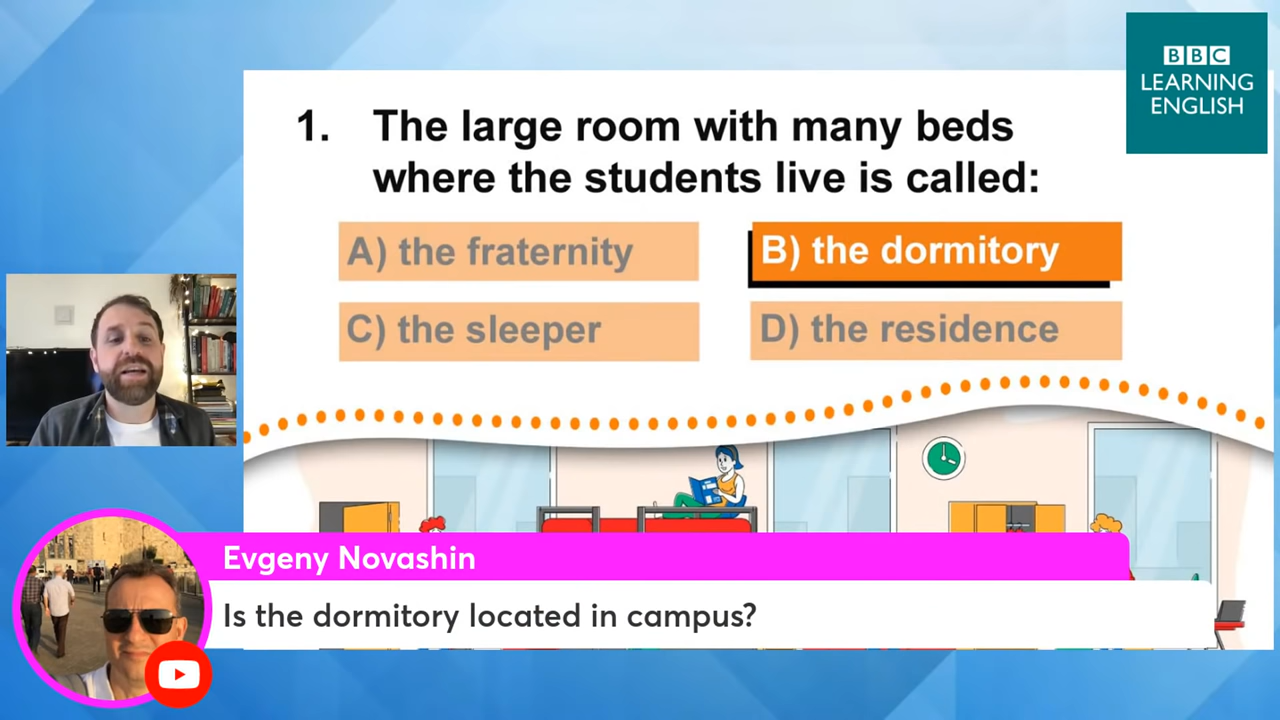 BBC
LEARNING
ENGLISH
1. The large room with many beds
where the students live is called:
A) the fraternity
B) the dormitory
C) the sleeper
D) the residence
Evgeny Novashin
Is the dormitory located in campus?